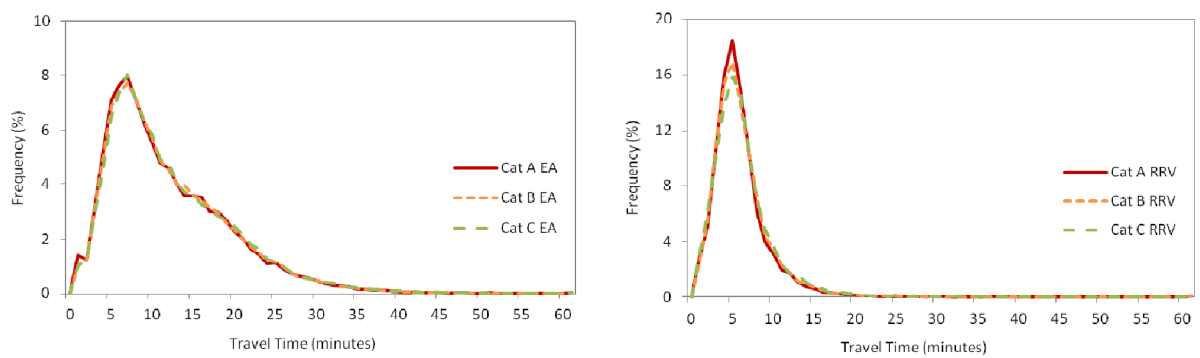 10
8
6
4
2
0
Frequency (%)
Cat A EA
Cat B EA
Cat C EA
0 5 10 15 20 25 30 35 40 45 50 55 60
Travel Time (minutes)
20
16
12
8
4
0
Frequency (%)
Cat A RRV
Cat B RRV
Cat C RRV
0 5 10 15 20 25 30 35 40 45 50 55 60
Travel Time (minutes)